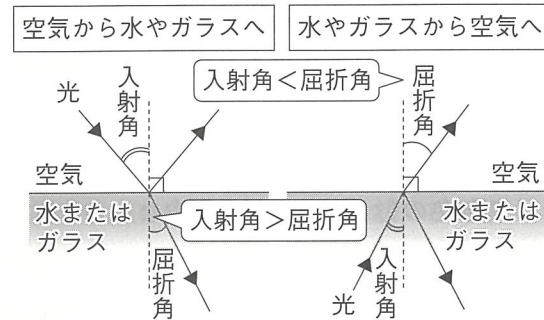 空気から水やガラスへ
光
入射角
空気
水または
ガラス
入射角＞屈折角
屈折角
水やガラスから空気へ
入射角＜屈折角
屈折角
空気
水または
ガラス
光
入射角